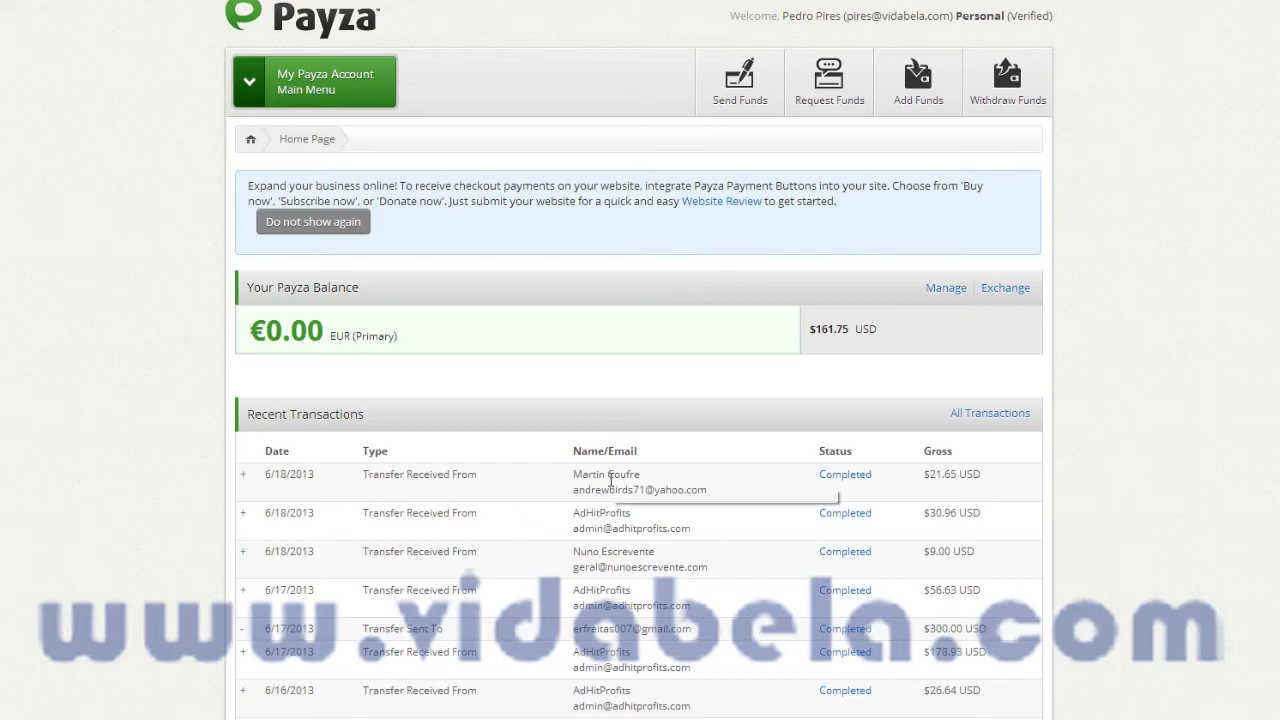 Payza™
Welcome, Pedro Pires (pires@vidabela.com) Personal (Verified)
My Payza Account
Main Menu
Send Funds
Request Funds
Add Funds
Withdraw Funds
Home Page
Expand your business online! To receive checkout payments on your website, integrate Payza Payment Buttons into your site. Choose from 'Buy
now', 'Subscribe now', or 'Donate now'. Just submit your website for a quick and easy Website Review to get started.
Do not show again
Your Payza Balance
Manage
Exchange
€0.00 EUR (Primary)
$161.75 USD
Recent Transactions
All Transactions
Date Type Name/Email Status Gross
+ 6/18/2013 Transfer Received From Martin Coufre Completed $21.65 USD
andrewbirds71@yahoo.com
+ 6/18/2013 Transfer Received From AdHitProfits Completed $30.96 USD
admin@adhitprofits.com
+ 6/18/2013 Transfer Received From Nuno Escrevente Completed $9.00 USD
geral@nunoescrevente.com
+ 6/17/2013 Transfer Received From AdHitProfits Completed $56.63 USD
admin@adhitprofits.com
- 6/17/2013 Transfer Sent To erfreitas007@gmail.com Completed $300.00 USD
www.vidabela.com
+ 6/17/2013 Transfer Received From AdHitProfits Completed $178.93 USD
admin@adhitprofits.com
+ 6/16/2013 Transfer Received From AdHitProfits Completed $26.64 USD
admin@adhitprofits.com